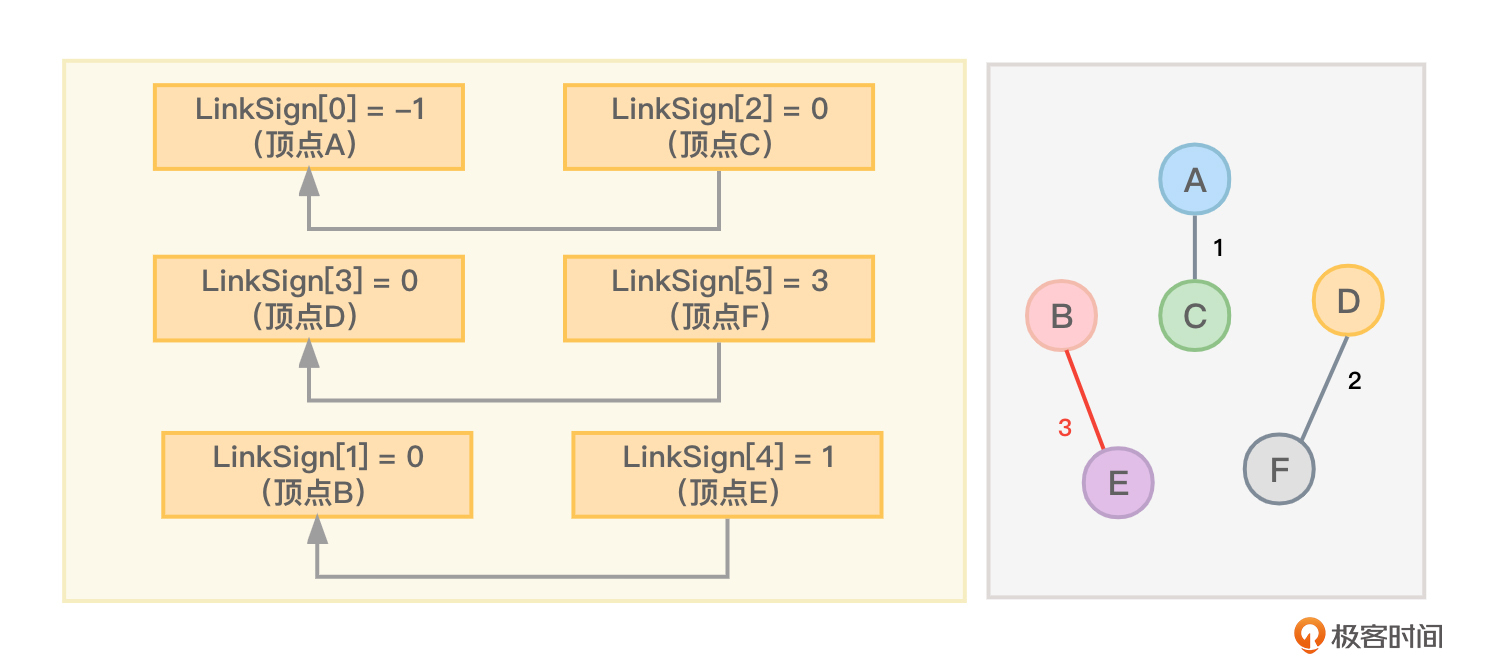 LinkSign[0] = -1
（顶点A）
LinkSign[2] = 0
（顶点C）
LinkSign[3] = 0
（顶点D）
LinkSign[5] = 3
（顶点F）
LinkSign[1] = 0
（顶点B）
LinkSign[4] = 1
（顶点E）
A
1
B
C
D
2
3
E
F
极客时间